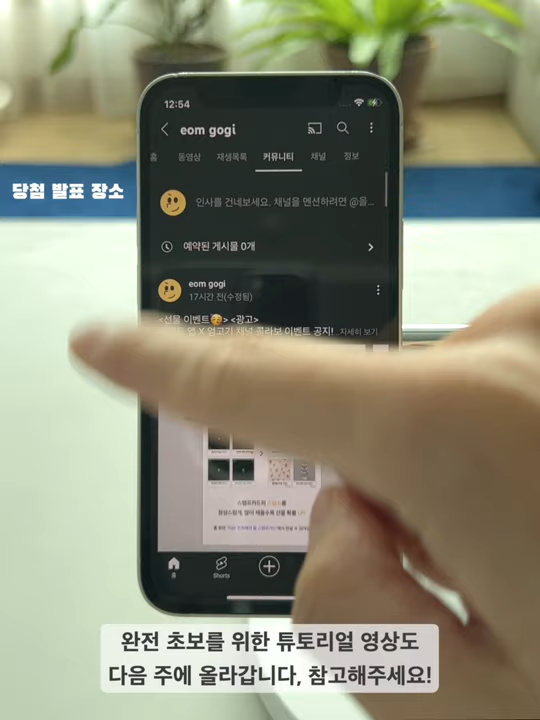 12:54
eom gogi
홈 동영상 재생목록 커뮤니티 채널 정보
당첨 발표 장소
인사를 건네보세요. 채널을 멘션하려면 @을...
예약된 게시물 0개
eom gogi
17시간 전(수정됨)
<선물 이벤트🥳> <광고>
앱 X 엄고기 채널 콜라보 이벤트 공지!...자세히 보기
홈 Shorts
완전 초보를 위한 튜토리얼 영상도
다음 주에 올라갑니다, 참고해주세요!